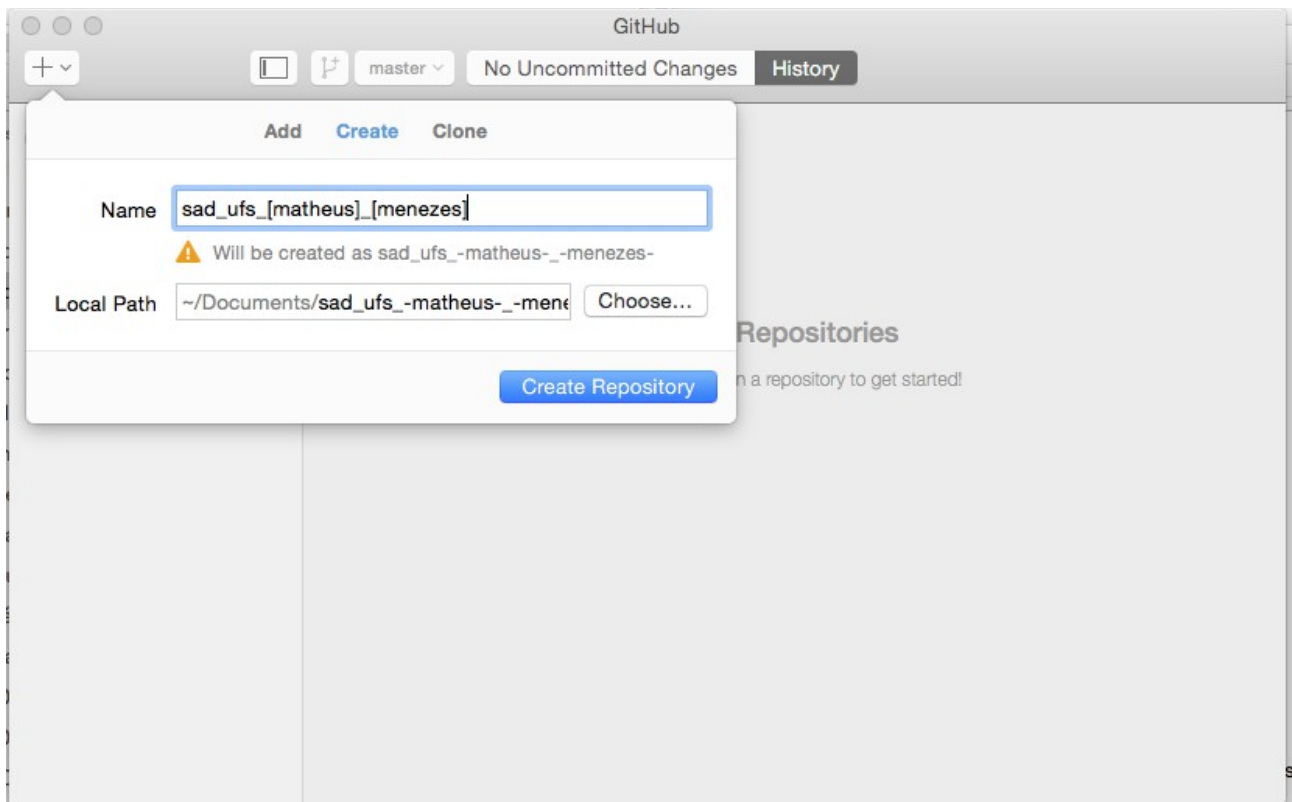 GitHub
master No Uncommitted Changes History
Add Create Clone
Name sad_ufs_[matheus]_[menezes]
Will be created as sad_ufs_-matheus-_-menezes-
Local Path ~/Documents/sad_ufs_-matheus-_-mene Choose...
Repositories
Create Repository
a repository to get started!